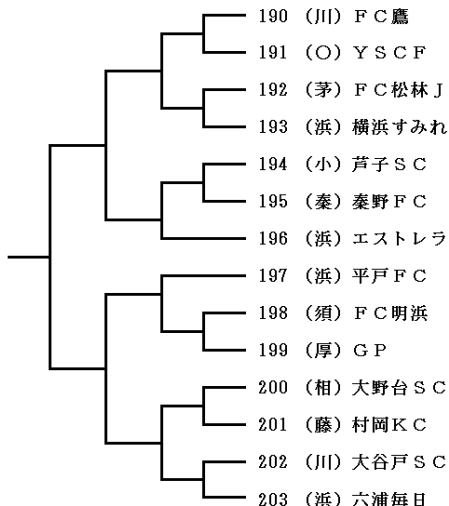 190 (川) FC鷹
191 (○) YSCF
192 (茅) FC松林J
193 (浜) 横浜すみれ
194 (小) 芦子SC
195 (秦) 秦野FC
196 (浜) エストレラ
197 (浜) 平戸FC
198 (須) FC明浜
199 (厚) GP
200 (相) 大野台SC
201 (藤) 村岡KC
202 (川) 大谷戸SC
203 (浜) 六浦毎日